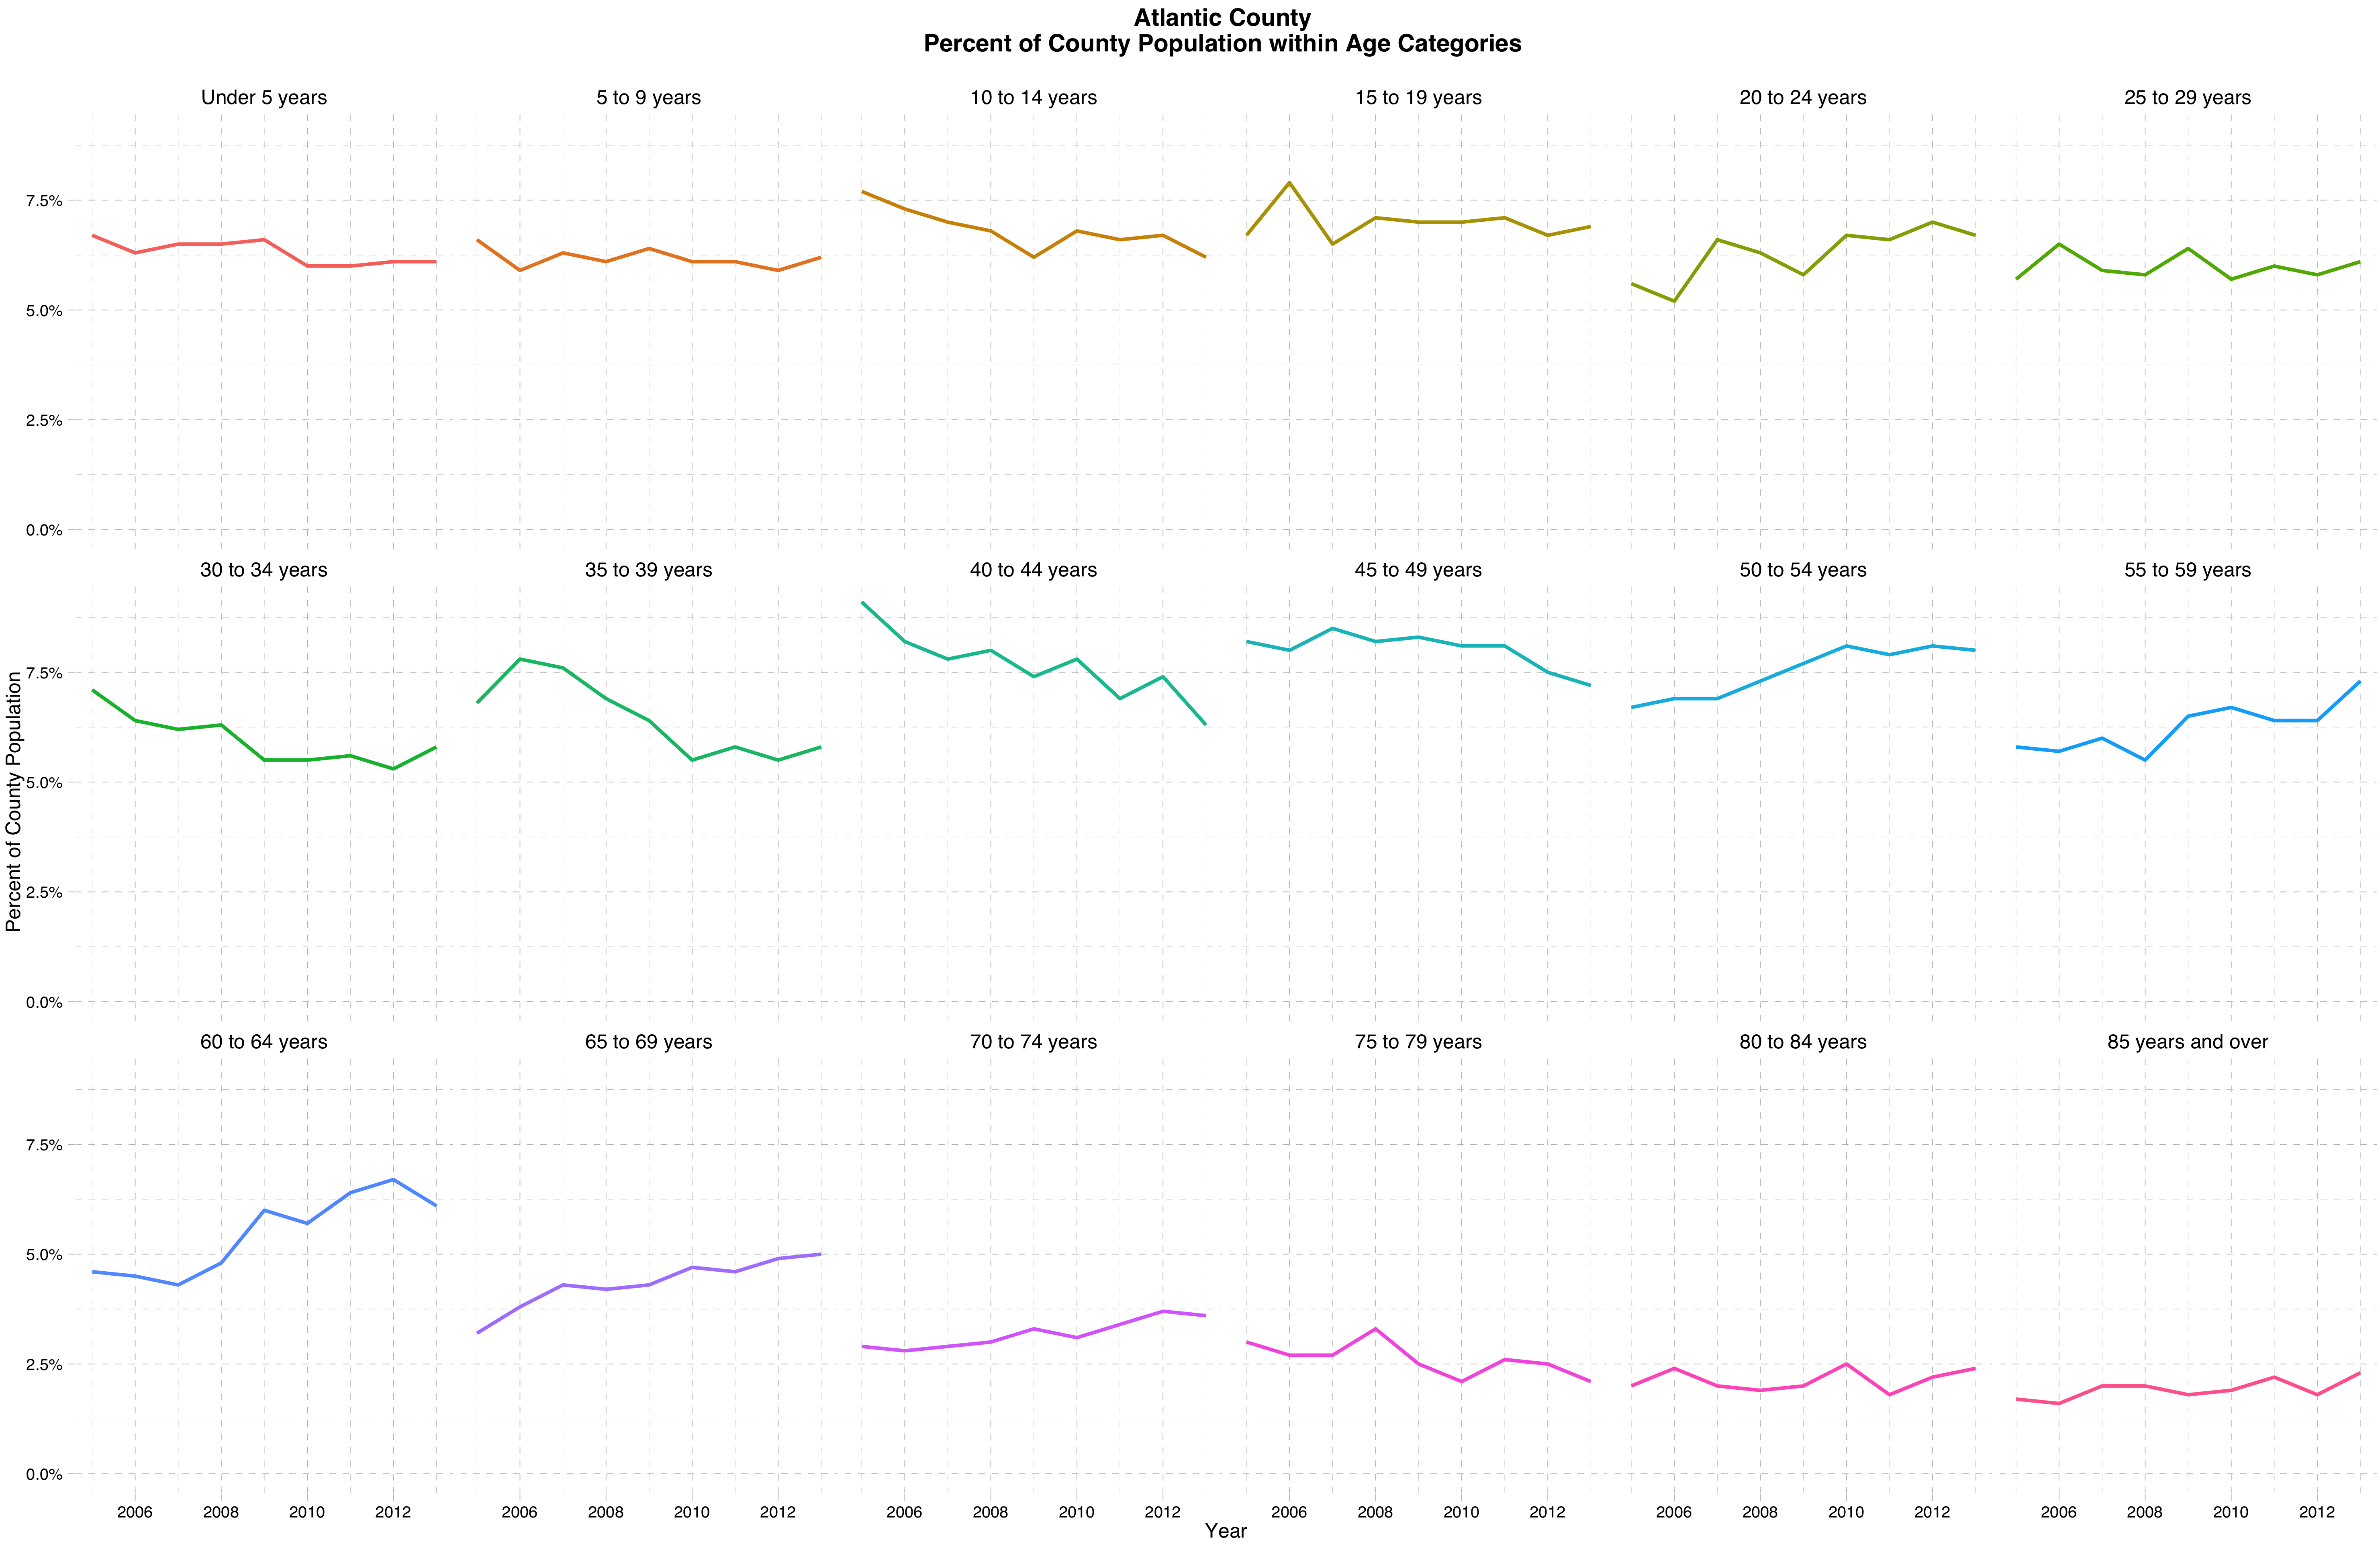 Atlantic County
Percent of County Population within Age Categories
Under 5 years 5 to 9 years 10 to 14 years 15 to 19 years 20 to 24 years 25 to 29 years
7.5%
5.0%
2.5%
0.0%
30 to 34 years 35 to 39 years 40 to 44 years 45 to 49 years 50 to 54 years 55 to 59 years
Percent of County Population
7.5%
5.0%
2.5%
0.0%
60 to 64 years 65 to 69 years 70 to 74 years 75 to 79 years 80 to 84 years 85 years and over
7.5%
5.0%
2.5%
0.0%
2006 2008 2010 2012 2006 2008 2010 2012 2006 2008 2010 2012 2006 2008 2010 2012 2006 2008 2010 2012 2006 2008 2010 2012
Year